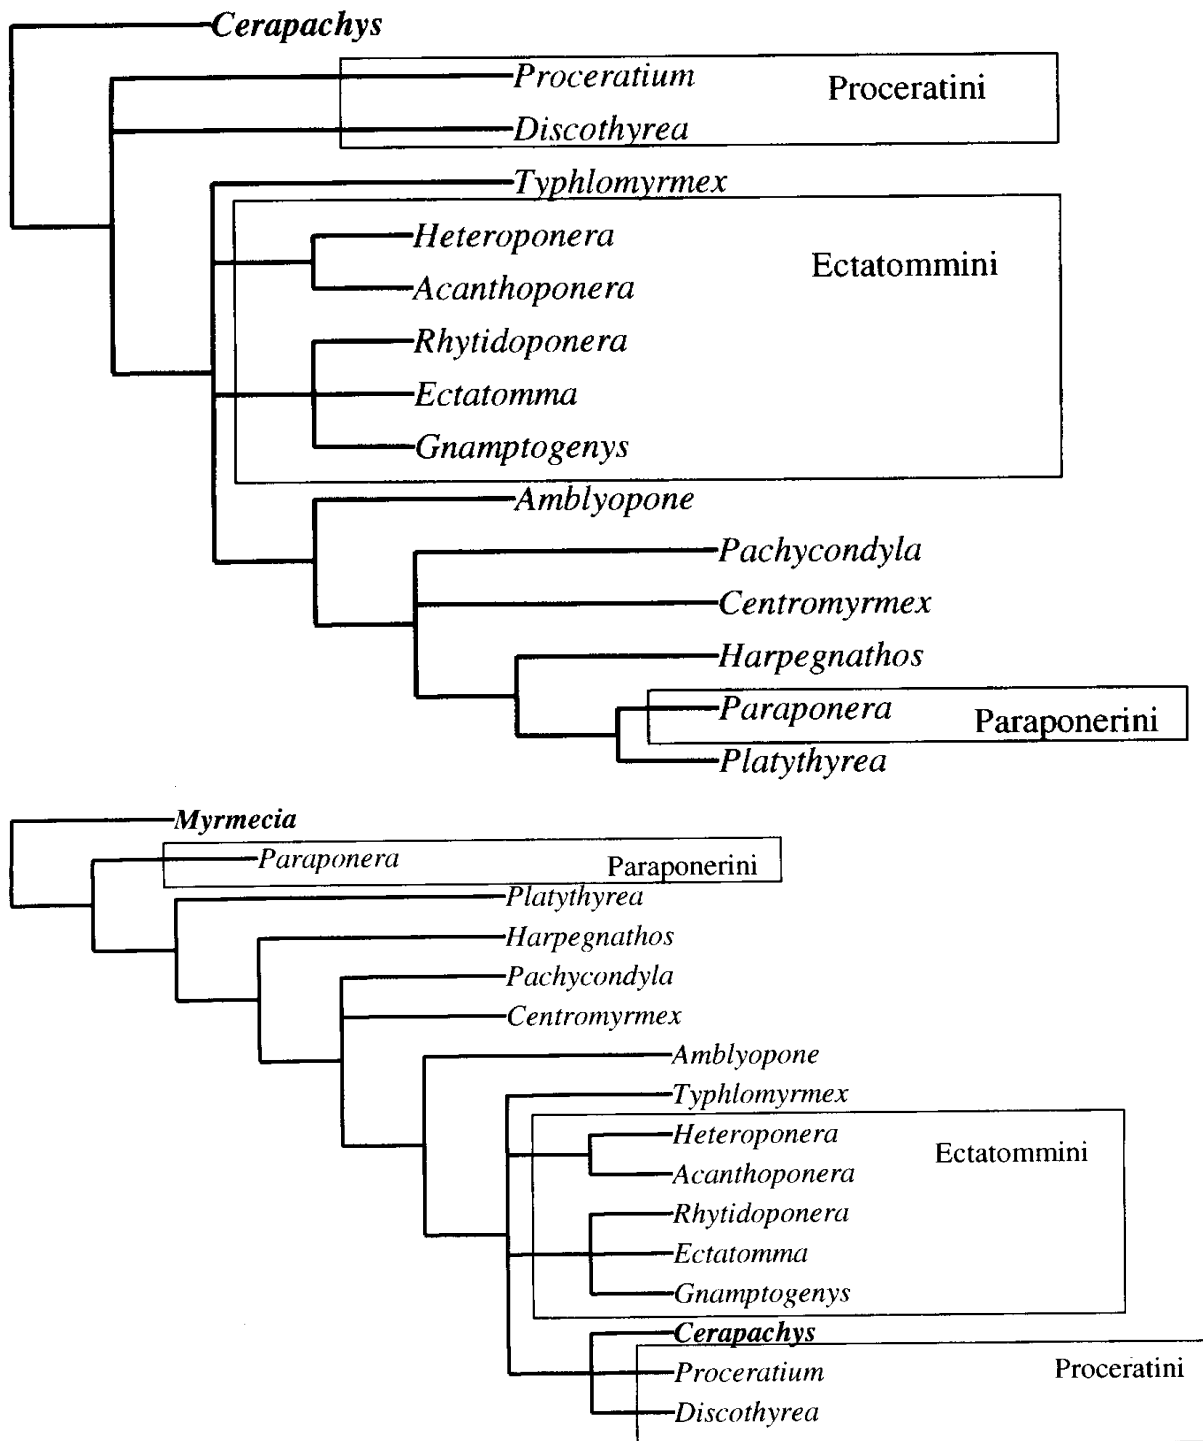 Cerapachys
Proceratium
Proceratini
Discothyrea
Typhlomyrmex
Heteroponera
Ectatommini
Acanthoponera
Rhytidoponera
Ectatomma
Gnamptogenys
Amblyopone
Pachycondyla
Centromyrmex
Harpegnathos
Paraponera
Paraponerini
Platythyrea
Myrmecia
Paraponera
Paraponerini
Platythyrea
Harpegnathos
Pachycondyla
Centromyrmex
Amblyopone
Typhlomyrmex
Heteroponera
Ectatommini
Acanthoponera
Rhytidoponera
Ectatomma
Gnamptogenys
Cerapachys
Proceratium
Proceratini
Discothyrea